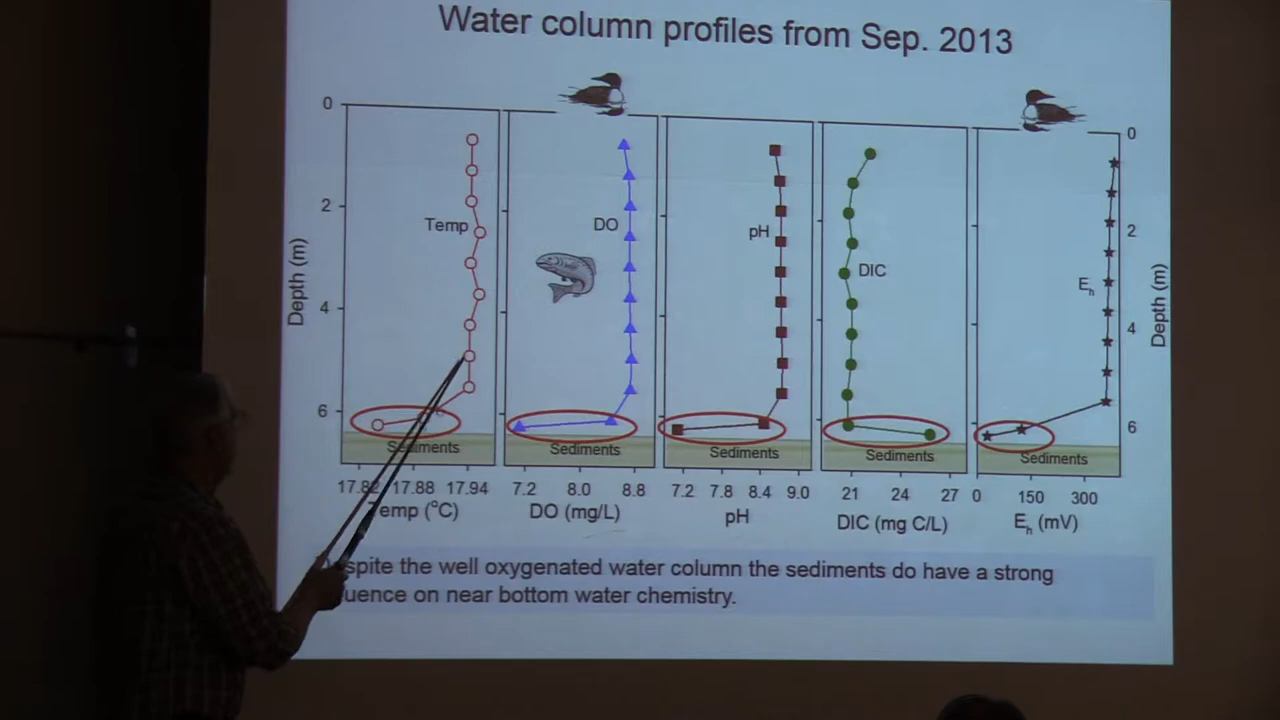 Water column profiles from Sep. 2013
0
2
4
6
Depth (m)
Temp
DO
pH
DIC
Eh
0
2
4
6
Depth (m)
Sediments
Sediments
Sediments
Sediments
Sediments
17.82 17.88 17.94
7.2 8.0 8.8
7.2 7.8 8.4 9.0
21 24 27
0 150 300
Temp (°C)
DO (mg/L)
pH
DIC (mg C/L)
Eh (mV)
spite the well oxygenated water column the sediments do have a strong
uence on near bottom water chemistry.